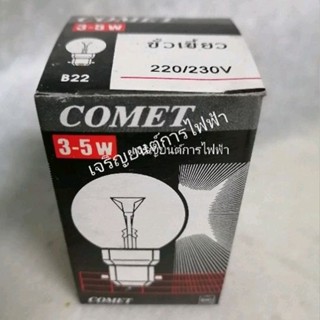 3-5 W
B22
ขั้วเขี้ยว
220/230V
COMET
3-5 W
เจริญยนต์การไฟฟ้า
เจริญยนต์การไฟฟ้า
COMET